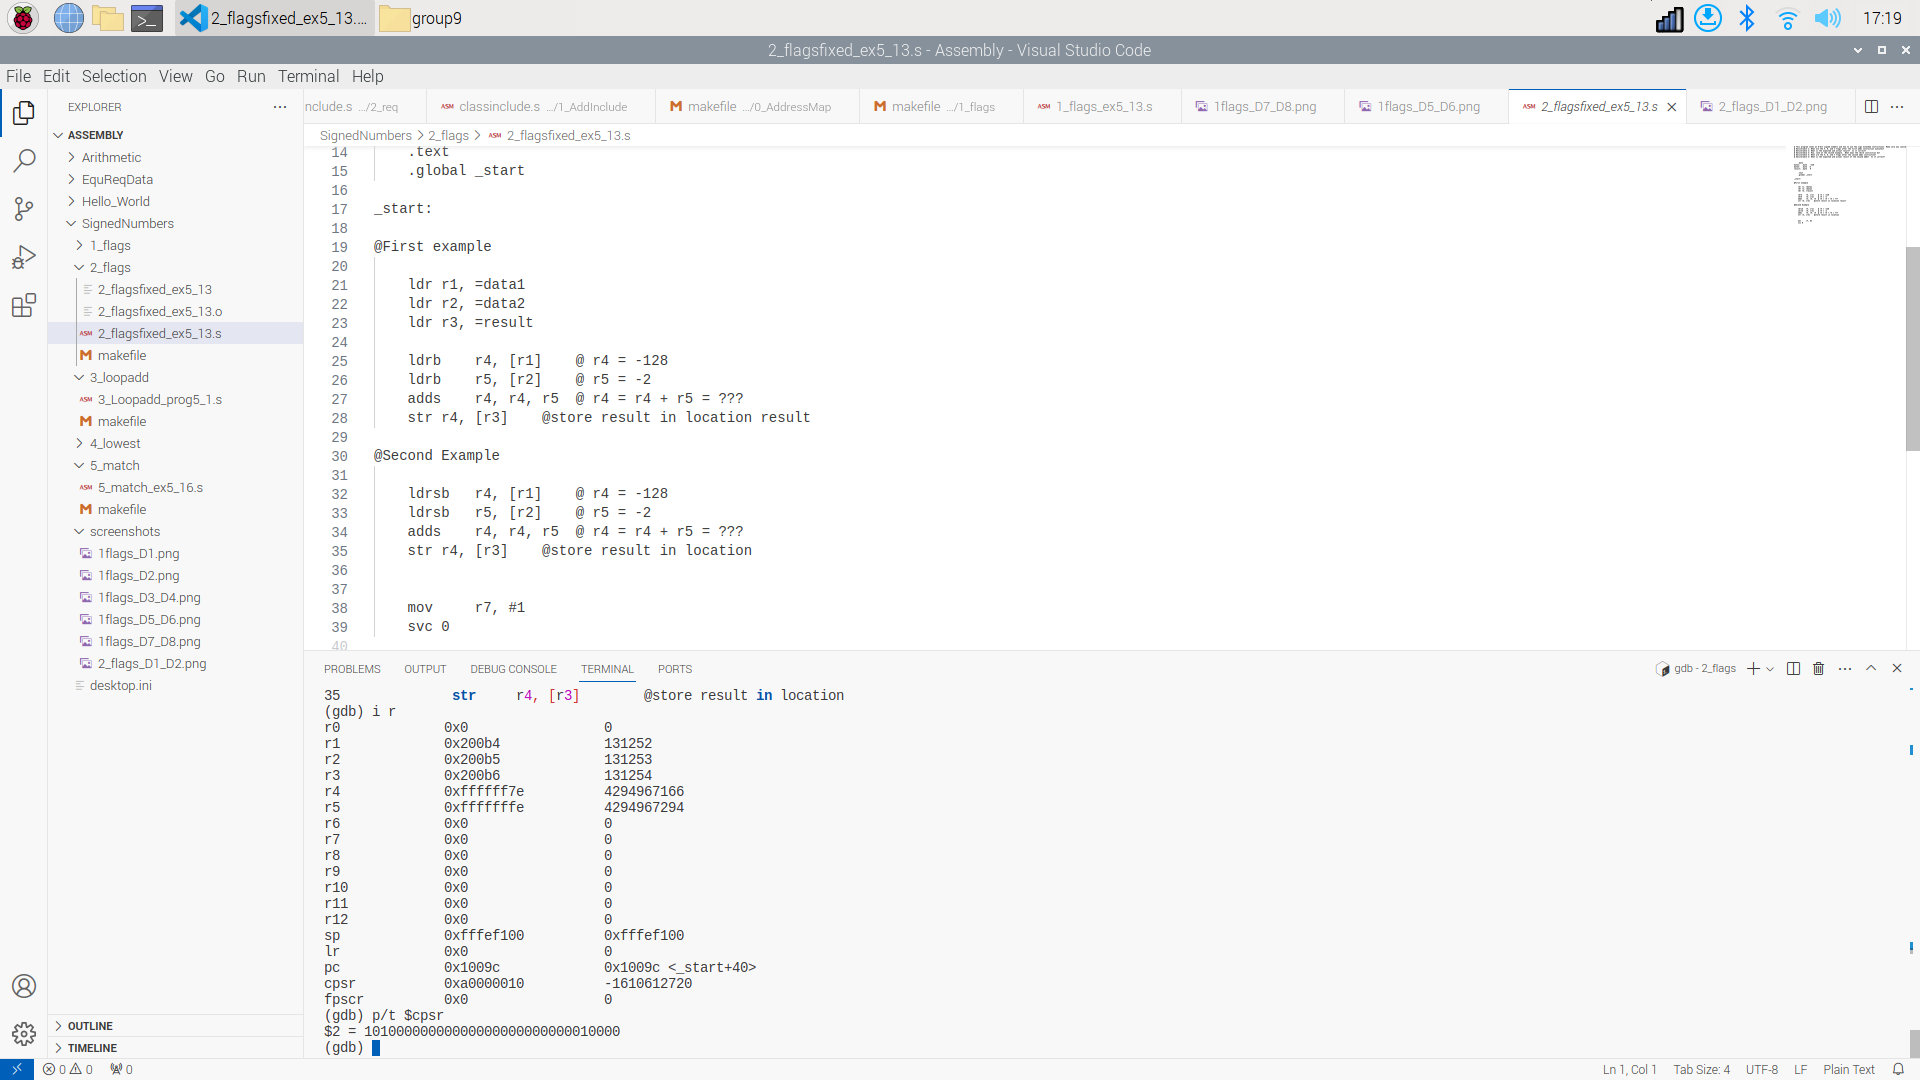 2_flagsfixed_ex5_13....
group9
17:19
2_flagsfixed_ex5_13.s - Assembly - Visual Studio Code
File Edit Selection View Go Run Terminal Help
EXPLORER
nclude.s .../2_req
ASM classinclude.s .../1_AddInclude
M makefile .../0_AddressMap
M makefile .../1_flags
ASM 1_flags_ex5_13.s
1flags_D7_D8.png
1flags_D5_D6.png
ASM 2_flagsfixed_ex5_13.s
2_flags_D1_D2.png
SignedNumbers > 2_flags > ASM 2_flagsfixed_ex5_13.s
ASSEMBLY
Arithmetic
EquReqData
Hello_World
SignedNumbers
1_flags
2_flags
2_flagsfixed_ex5_13
2_flagsfixed_ex5_13.o
ASM 2_flagsfixed_ex5_13.s
M makefile
3_loopadd
ASM 3_Loopadd_prog5_1.s
M makefile
4_lowest
5_match
ASM 5_match_ex5_16.s
M makefile
screenshots
1flags_D1.png
1flags_D2.png
1flags_D3_D4.png
1flags_D5_D6.png
1flags_D7_D8.png
2_flags_D1_D2.png
desktop.ini
OUTLINE
TIMELINE
14 .text
15 .global _start
16
17 _start:
18
19 @First example
20
21 ldr r1, =data1
22 ldr r2, =data2
23 ldr r3, =result
24
25 ldrb r4, [r1] @ r4 = -128
26 ldrb r5, [r2] @ r5 = -2
27 adds r4, r4, r5 @ r4 = r4 + r5 = ???
28 str r4, [r3] @store result in location result
29
30 @Second Example
31
32 ldrsb r4, [r1] @ r4 = -128
33 ldrsb r5, [r2] @ r5 = -2
34 adds r4, r4, r5 @ r4 = r4 + r5 = ???
35 str r4, [r3] @store result in location
36
37
38 mov r7, #1
39 svc 0
40
PROBLEMS OUTPUT DEBUG CONSOLE TERMINAL PORTS
gdb - 2_flags
35 str r4, [r3] @store result in location
(gdb) i r
r0 0x0 0
r1 0x200b4 131252
r2 0x200b5 131253
r3 0x200b6 131254
r4 0xffffff7e 4294967166
r5 0xfffffffe 4294967294
r6 0x0 0
r7 0x0 0
r8 0x0 0
r9 0x0 0
r10 0x0 0
r11 0x0 0
r12 0x0 0
sp 0xfffef100 0xfffef100
lr 0x0 0
pc 0x1009c 0x1009c <_start+40>
cpsr 0xa0000010 -1610612720
fpscr 0x0 0
(gdb) p/t $cpsr
$2 = 10100000000000000000000000010000
(gdb)
0 0 0
Ln 1, Col 1 Tab Size: 4 UTF-8 LF Plain Text